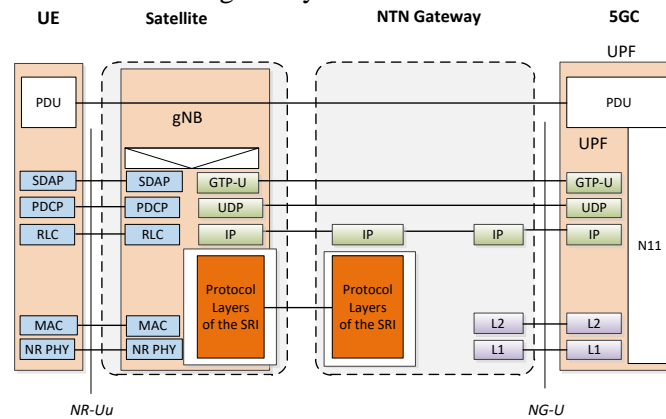 UE Satellite NTN Gateway 5GC
UPF
PDU PDU
gNB
UPF
SDAP SDAP GTP-U GTP-U
PDCP PDCP UDP UDP
RLC RLC IP IP IP IP
N11
Protocol Layers of the SRI
Protocol Layers of the SRI
MAC MAC L2 L2
NR PHY NR PHY L1 L1
NR-Uu NG-U